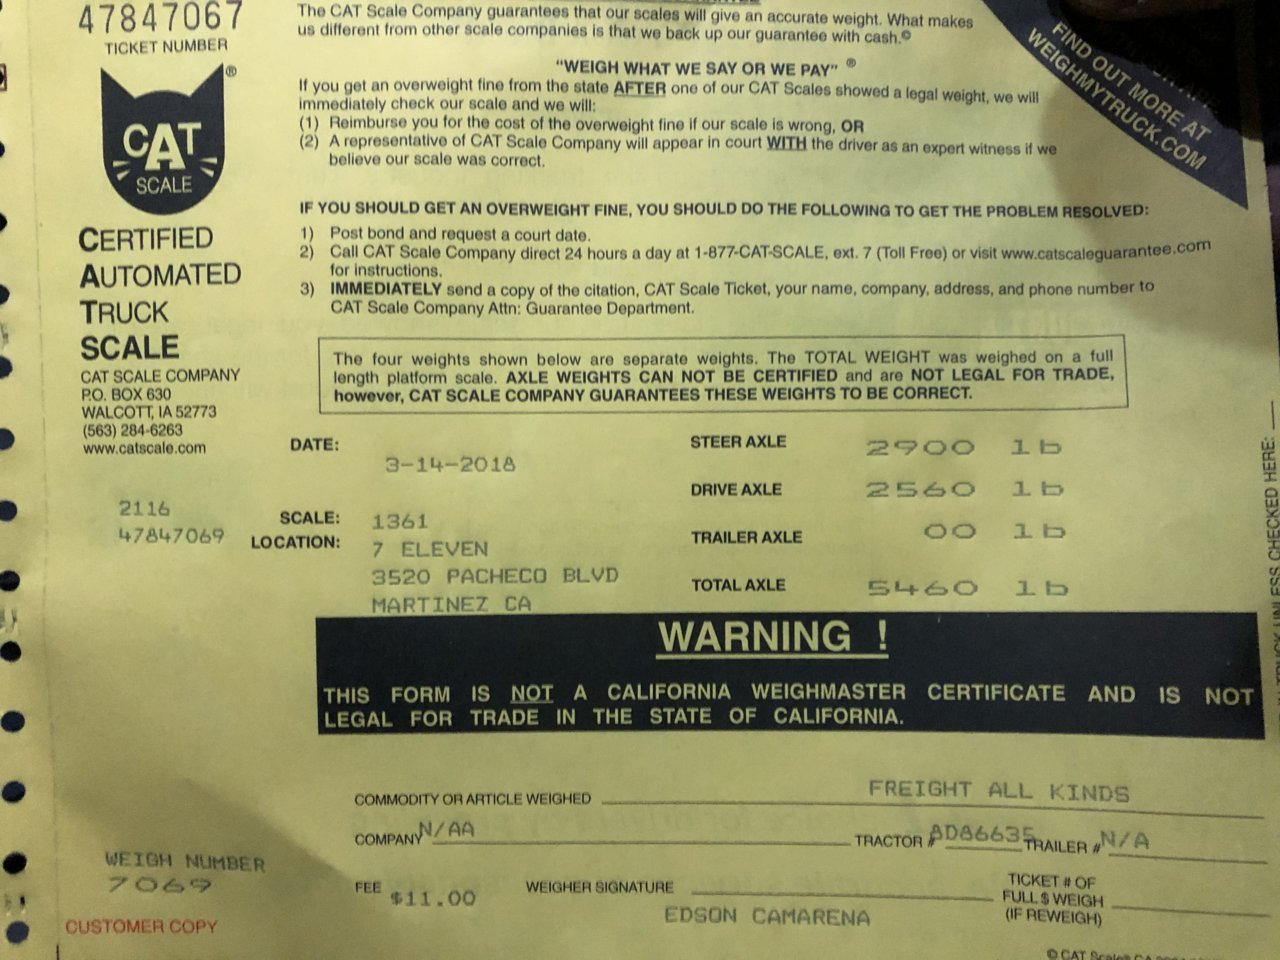 47847067
TICKET NUMBER
The CAT Scale Company guarantees that our scales will give an accurate weight. What makes
us different from other scale companies is that we back up our guarantee with cash.©
"WEIGH WHAT WE SAY OR WE PAY" ®
If you get an overweight fine from the state AFTER one of our CAT Scales showed a legal weight, we will
immediately check our scale and we will:
(1) Reimburse you for the cost of the overweight fine if our scale is wrong, OR
(2) A representative of CAT Scale Company will appear in court WITH the driver as an expert witness if we
believe our scale was correct.
FIND OUT MORE AT
WEIGHMYTRUCK.COM
®
CAT
SCALE
CERTIFIED
AUTOMATED
TRUCK
SCALE
CAT SCALE COMPANY
P.O. BOX 630
WALCOTT, IA 52773
(563) 284-6263
www.catscale.com
IF YOU SHOULD GET AN OVERWEIGHT FINE, YOU SHOULD DO THE FOLLOWING TO GET THE PROBLEM RESOLVED:
1) Post bond and request a court date.
2) Call CAT Scale Company direct 24 hours a day at 1-877-CAT-SCALE, ext. 7 (Toll Free) or visit www.catscaleguarantee.com
for instructions.
3) IMMEDIATELY send a copy of the citation, CAT Scale Ticket, your name, company, address, and phone number to
CAT Scale Company Attn: Guarantee Department.
The four weights shown below are separate weights. The TOTAL WEIGHT was weighed on a full
length platform scale. AXLE WEIGHTS CAN NOT BE CERTIFIED and are NOT LEGAL FOR TRADE,
however, CAT SCALE COMPANY GUARANTEES THESE WEIGHTS TO BE CORRECT.
DATE:
3-14-2018
STEER AXLE 2900 lb
DRIVE AXLE 2560 lb
TRAILER AXLE 00 lb
TOTAL AXLE 5460 lb
2116
47847069
SCALE: 1361
LOCATION: 7 ELEVEN
3520 PACHECO BLVD
MARTINEZ CA
UNLESS CHECKED HERE:
WARNING !
THIS FORM IS NOT A CALIFORNIA WEIGHMASTER CERTIFICATE AND IS NOT
LEGAL FOR TRADE IN THE STATE OF CALIFORNIA.
COMMODITY OR ARTICLE WEIGHED FREIGHT ALL KINDS
COMPANY N/AA TRACTOR # 8D86635 TRAILER # N/A
WEIGH NUMBER
7069
FEE $11.00 WEIGHER SIGNATURE
EDSON CAMARENA
TICKET # OF
FULL $ WEIGH
(IF REWEIGH)
CUSTOMER COPY
© CAT Scale®